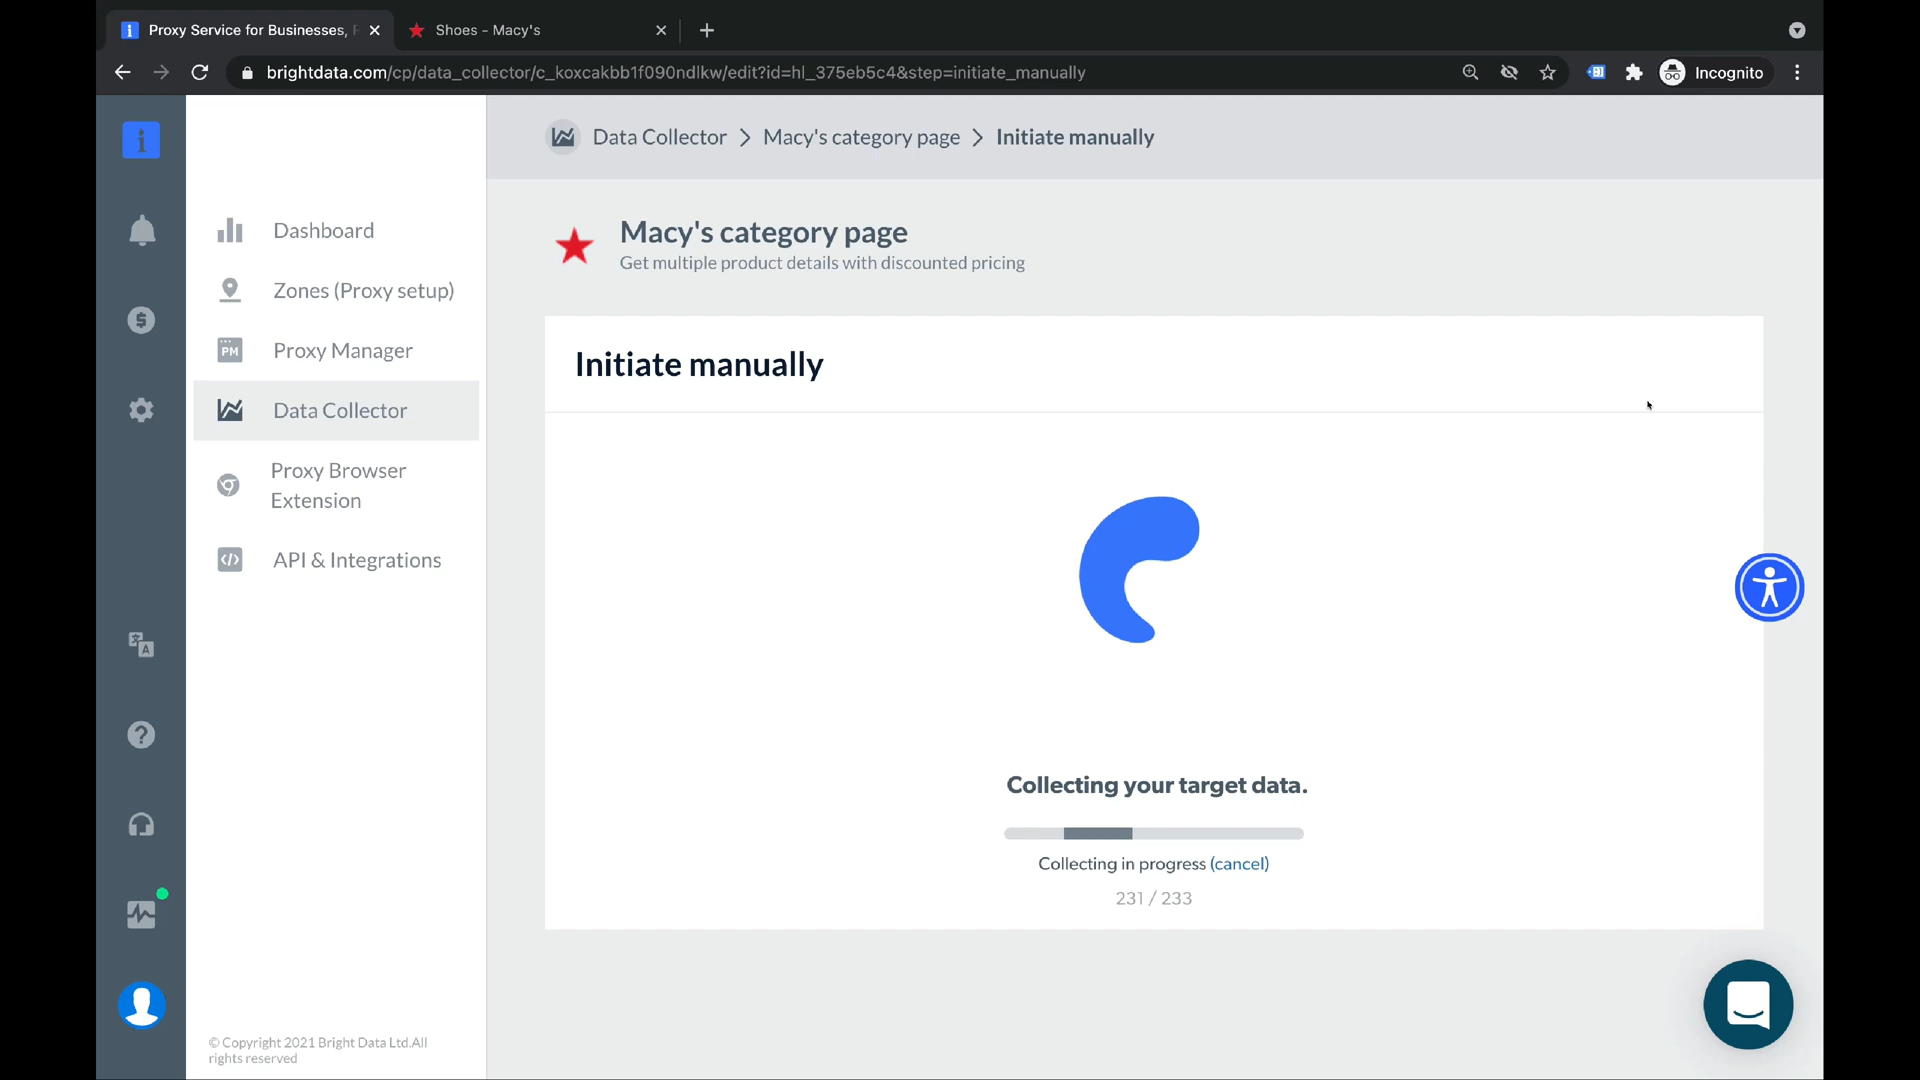 Proxy Service for Businesses,
Shoes - Macy's
brightdata.com/cp/data_collector/c_koxcakbb1f090ndlkw/edit?id=hl_375eb5c4&step=initiate_manually
Incognito
Data Collector > Macy's category page > Initiate manually
Macy's category page
Get multiple product details with discounted pricing
Dashboard
Zones (Proxy setup)
PM Proxy Manager
Data Collector
Proxy Browser
Extension
API & Integrations
Initiate manually
Collecting your target data.
Collecting in progress (cancel)
231 / 233
© Copyright 2021 Bright Data Ltd.All
rights reserved